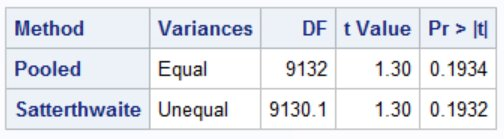 Method Variances DF t Value Pr > |t|
Pooled Equal 9132 1.30 0.1934
Satterthwaite Unequal 9130.1 1.30 0.1932